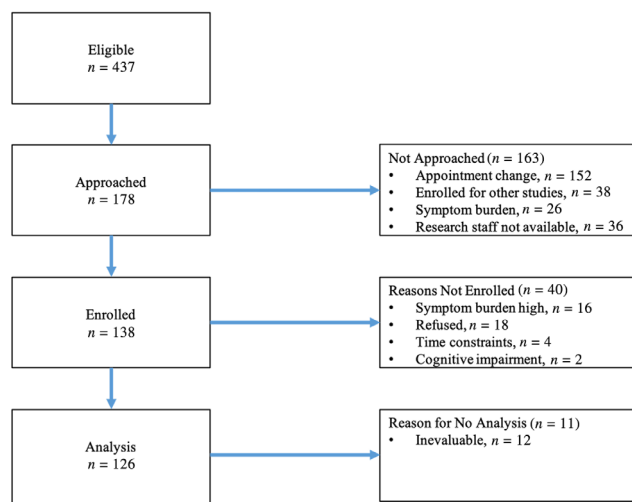 Eligible
n = 437
Approached
n = 178
Not Approached (n = 163)
• Appointment change, n = 152
• Enrolled for other studies, n = 38
• Symptom burden, n = 26
• Research staff not available, n = 36
Enrolled
n = 138
Reasons Not Enrolled (n = 40)
• Symptom burden high, n = 16
• Refused, n = 18
• Time constraints, n = 4
• Cognitive impairment, n = 2
Analysis
n = 126
Reason for No Analysis (n = 11)
• Inevaluable, n = 12